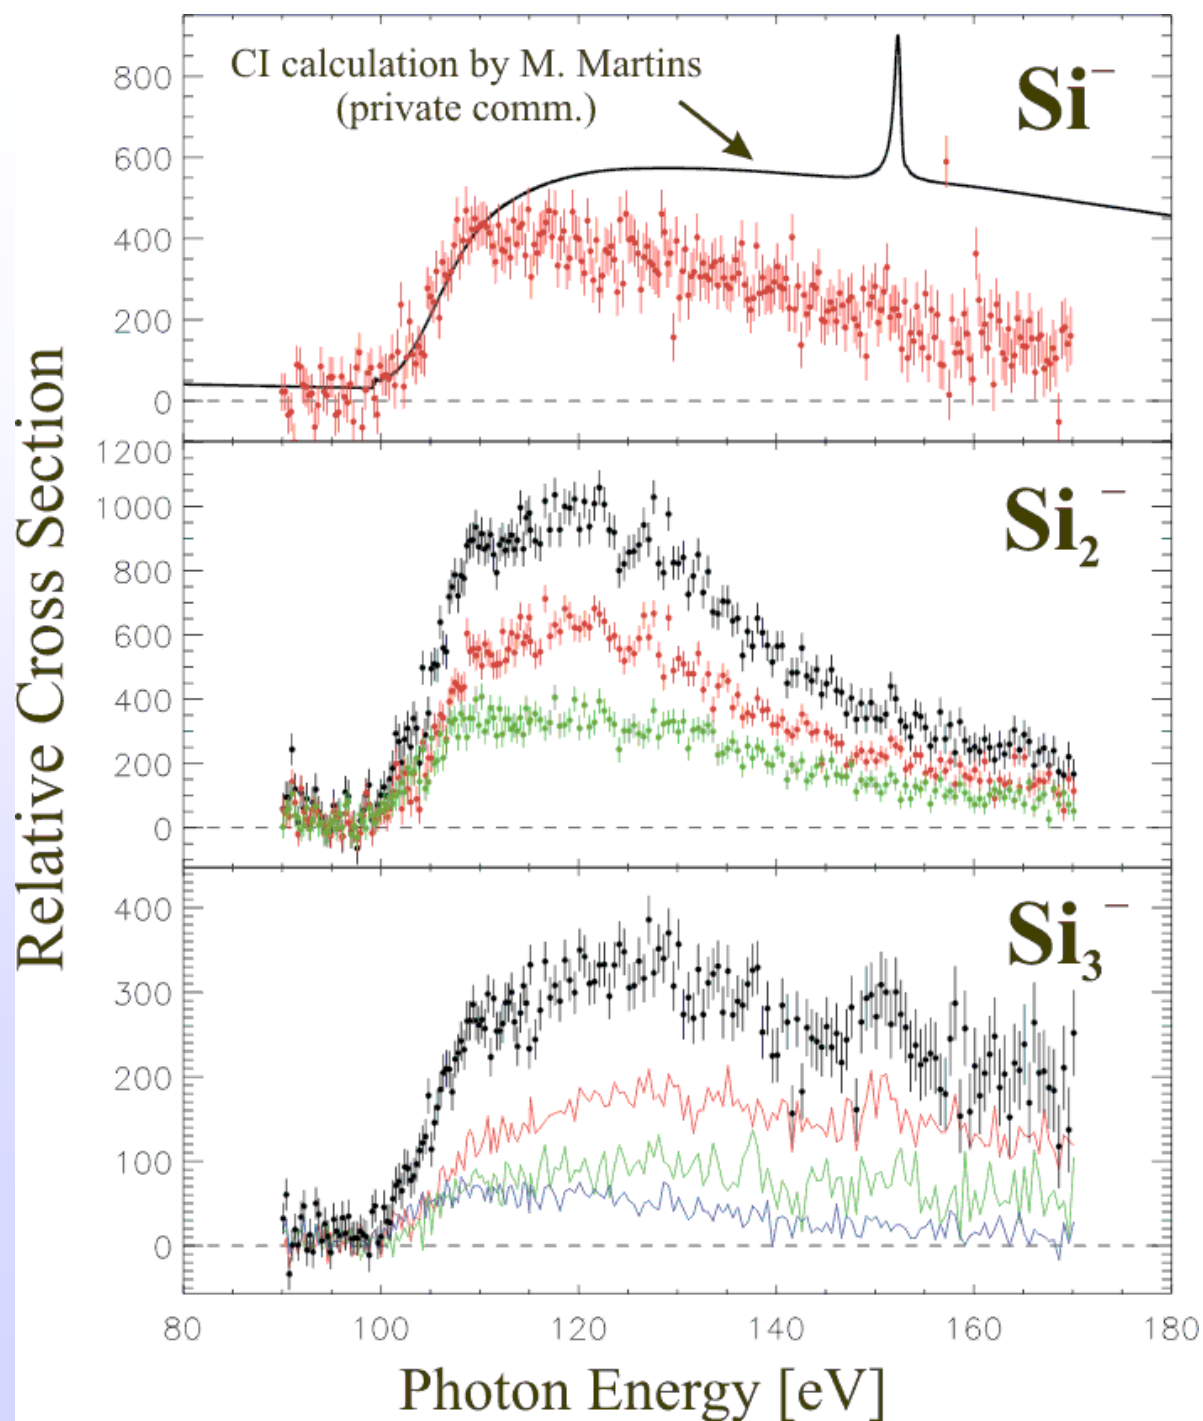 CI calculation by M. Martins
(private comm.)
Si⁻
800
600
400
200
0
Relative Cross Section
Si₂⁻
1200
1000
800
600
400
200
0
Si₃⁻
400
300
200
100
0
80 100 120 140 160 180
Photon Energy [eV]